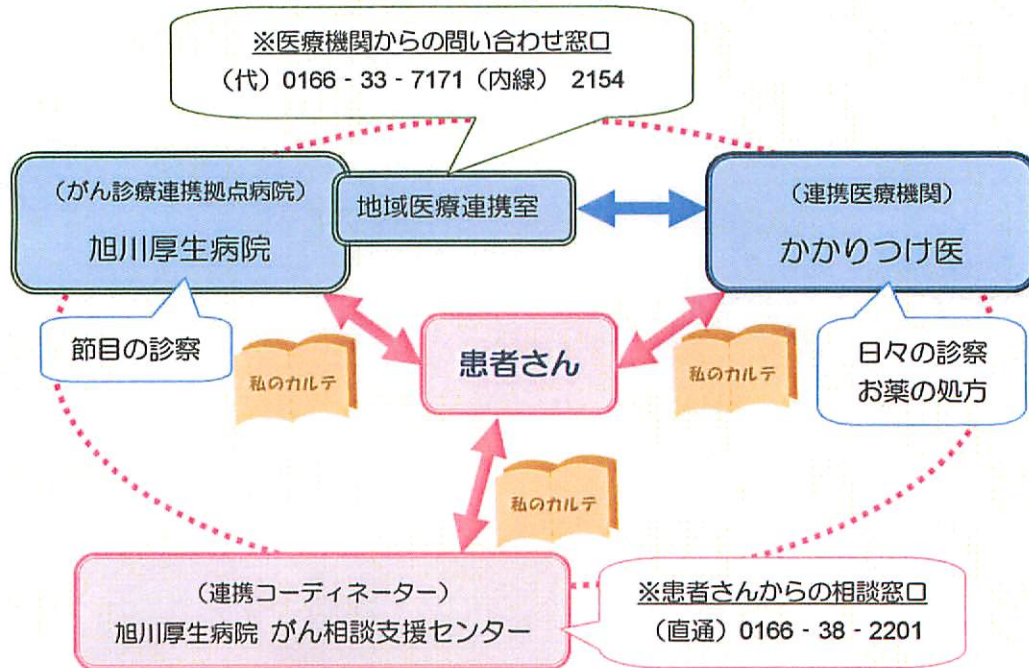 ※医療機関からの問い合わせ窓口
（代）0166 - 33 - 7171（内線） 2154
（がん診療連携拠点病院）
旭川厚生病院
地域医療連携室
（連携医療機関）
かかりつけ医
節目の診察
私のカルテ
患者さん
私のカルテ
日々の診察
お薬の処方
私のカルテ
（連携コーディネーター）
旭川厚生病院 がん相談支援センター
※患者さんからの相談窓口
（直通）0166 - 38 - 2201